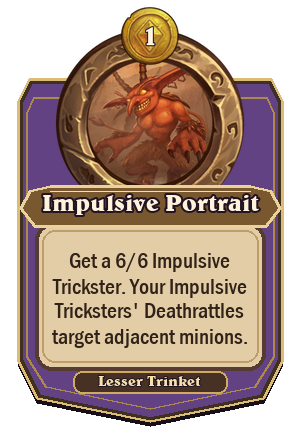 1
Impulsive Portrait
Get a 6/6 Impulsive
Trickster. Your Impulsive
Tricksters' Deathrattles
target adjacent minions.
Lesser Trinket